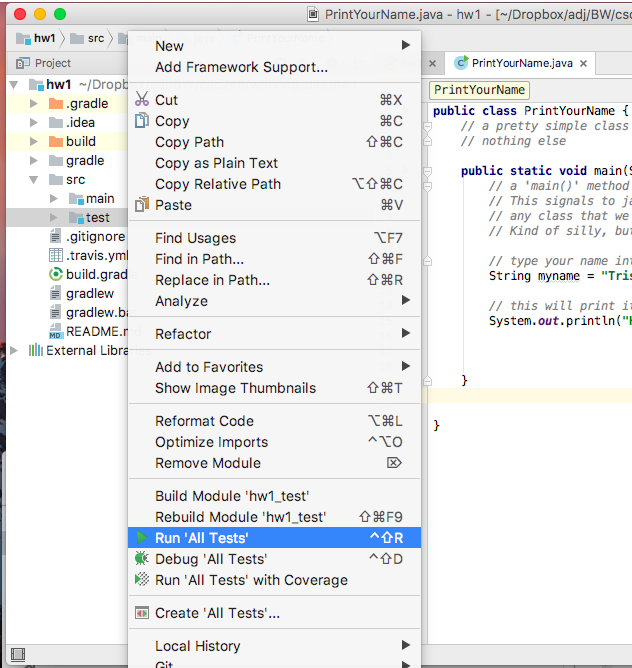 PrintYourName.java - hw1 - [~/Dropbox/adj/BW/csc
hw1 src
Project
PrintYourName.java
hw1 ~/Dropbo
.gradle
.idea
build
gradle
src
main
test
.gitignore
.travis.yml
build.grad
gradlew
gradlew.ba
README.m
External Libra
New
Add Framework Support...
Cut ⌘X
Copy ⌘C
Copy Path ⇧⌘C
Copy as Plain Text
Copy Relative Path ⌥⇧⌘C
Paste ⌘V
Find Usages ⌥F7
Find in Path... ⇧⌘F
Replace in Path... ⇧⌘R
Analyze
Refactor
Add to Favorites
Show Image Thumbnails ⇧⌘T
Reformat Code ⌥⌘L
Optimize Imports ^⌥O
Remove Module ⌦
Build Module 'hw1_test'
Rebuild Module 'hw1_test' ⇧⌘F9
Run 'All Tests' ^⇧R
Debug 'All Tests' ^⇧D
Run 'All Tests' with Coverage
Create 'All Tests'...
Local History
Git
PrintYourName
public class PrintYourName {
// a pretty simple class
// nothing else
public static void main(S
// a 'main()' method
// This signals to ja
// any class that we
// Kind of silly, but
// type your name int
String myname = "Tris
// this will print it
System.out.println("H
}
}